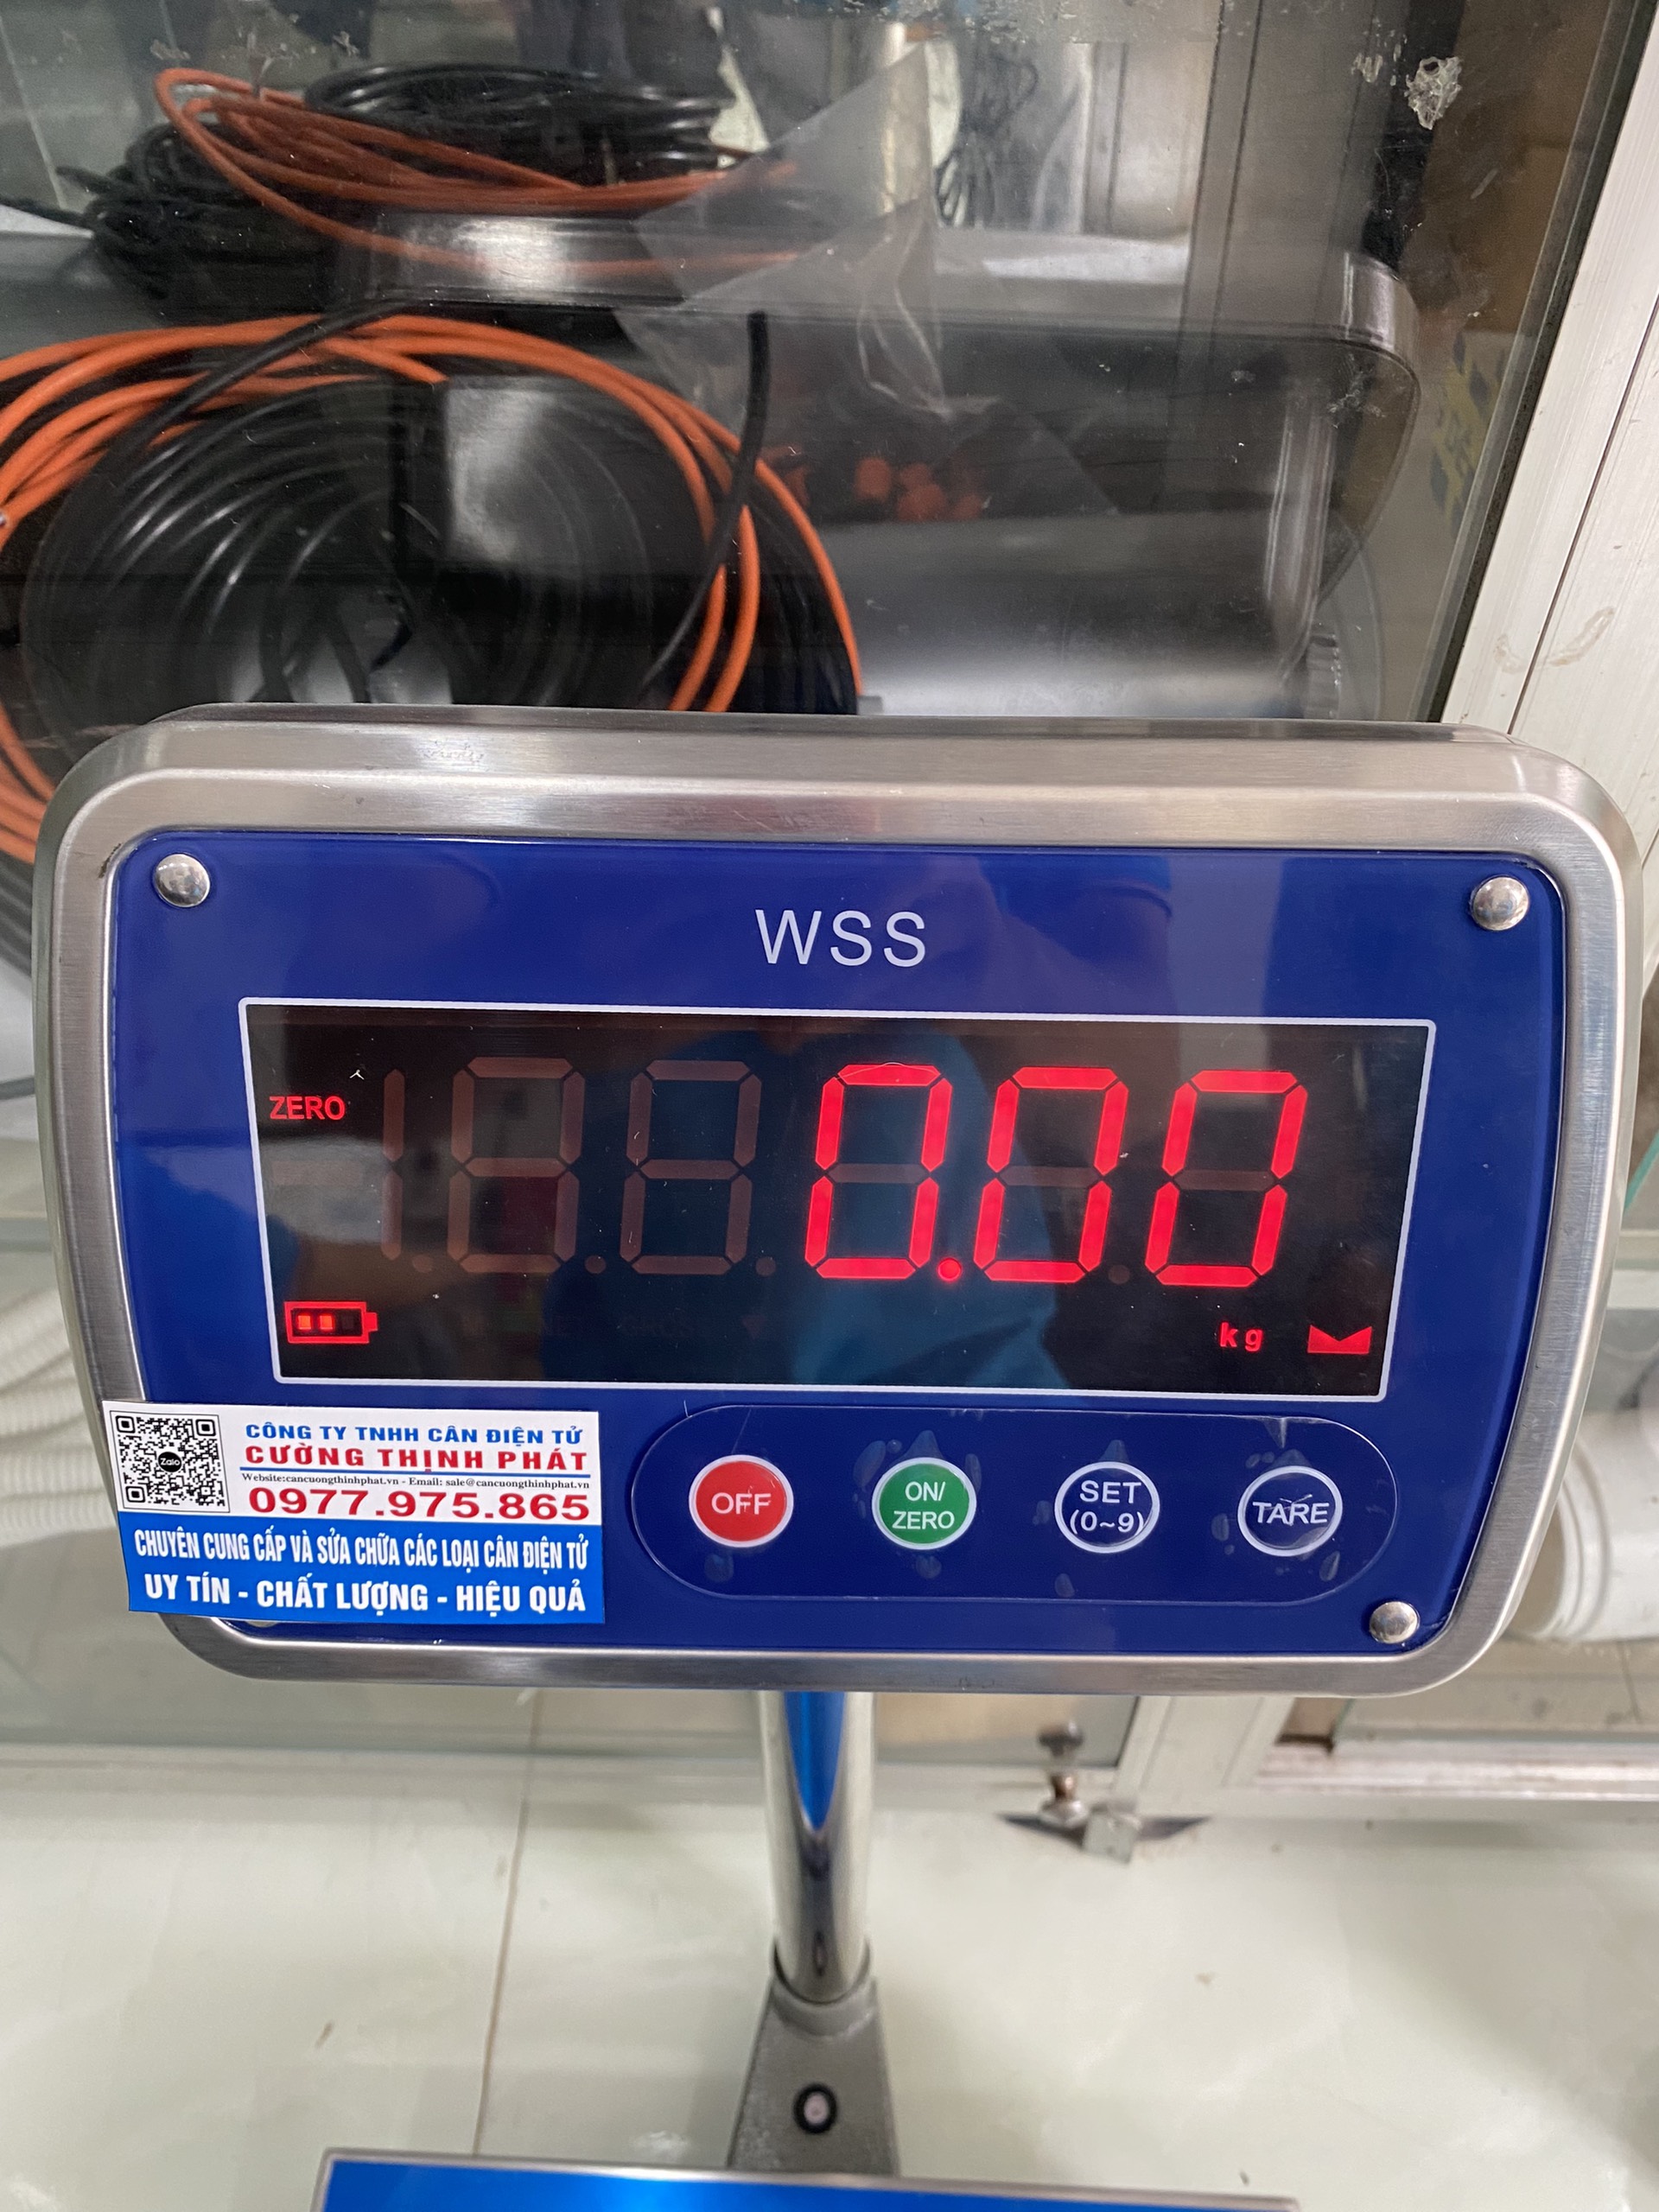 WSS
ZERO
0.00
kg
CÔNG TY TNHH CÂN ĐIỆN TỬ
CƯỜNG THỊNH PHÁT
Website:cancuongthinhphat.vn - Email: sale@cancuongthinhphat.vn
0977.975.865
Zalo
CHUYÊN CUNG CẤP VÀ SỬA CHỮA CÁC LOẠI CÂN ĐIỆN TỬ
UY TÍN - CHẤT LƯỢNG - HIỆU QUẢ
OFF
ON/
ZERO
SET
(0~9)
TARE